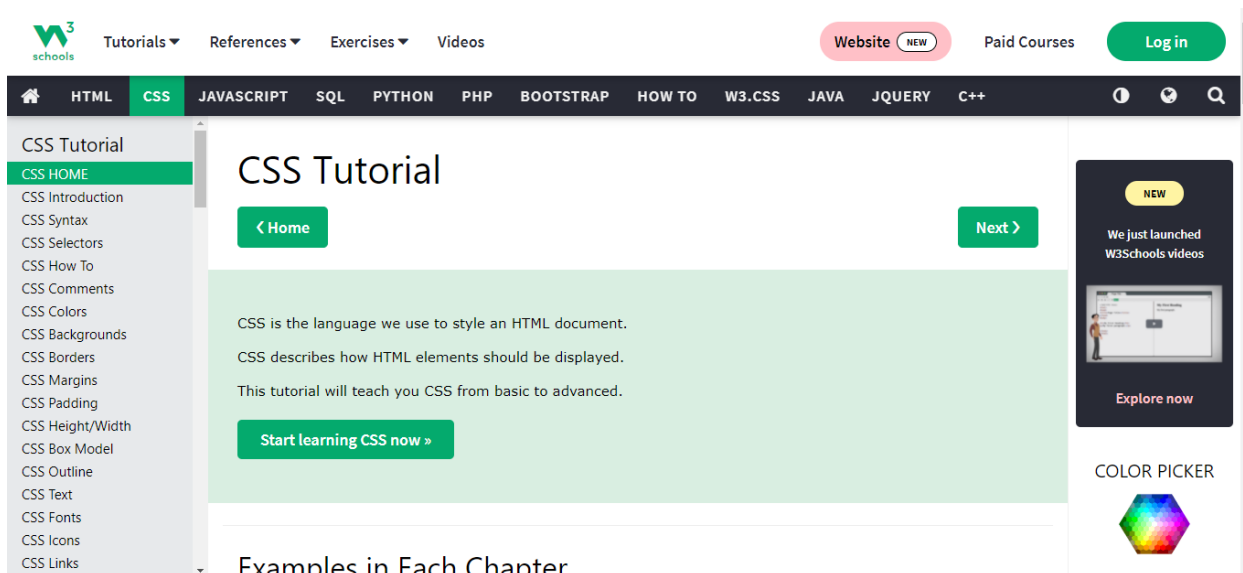 W3 schools
Tutorials References Exercises Videos Website NEW Paid Courses Log in
HTML CSS JAVASCRIPT SQL PYTHON PHP BOOTSTRAP HOW TO W3.CSS JAVA JQUERY C++
CSS Tutorial
CSS HOME
CSS Introduction
CSS Syntax
CSS Selectors
CSS How To
CSS Comments
CSS Colors
CSS Backgrounds
CSS Borders
CSS Margins
CSS Padding
CSS Height/Width
CSS Box Model
CSS Outline
CSS Text
CSS Fonts
CSS Icons
CSS Links
CSS Tutorial
❮ Home Next ❯
CSS is the language we use to style an HTML document.
CSS describes how HTML elements should be displayed.
This tutorial will teach you CSS from basic to advanced.
Start learning CSS now »
Examples in Each Chapter
NEW
We just launched
W3Schools videos
Explore now
COLOR PICKER